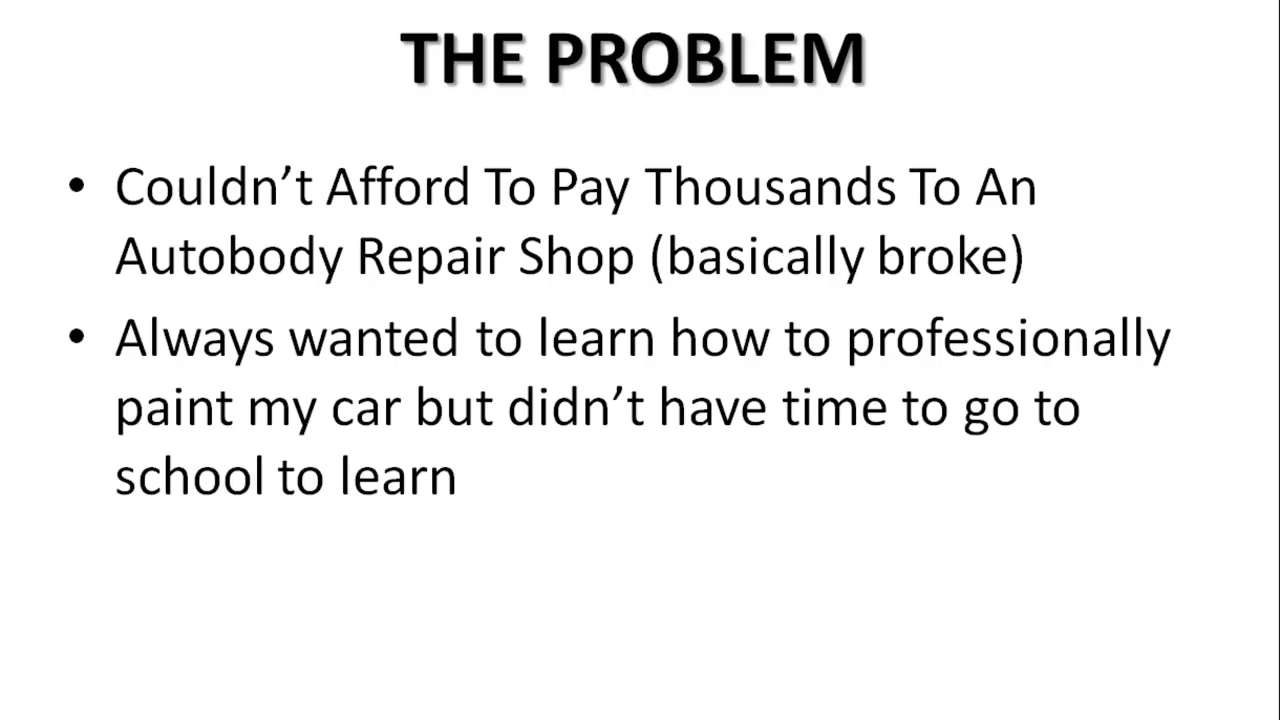 THE PROBLEM
• Couldn’t Afford To Pay Thousands To An
Autobody Repair Shop (basically broke)
• Always wanted to learn how to professionally
paint my car but didn’t have time to go to
school to learn